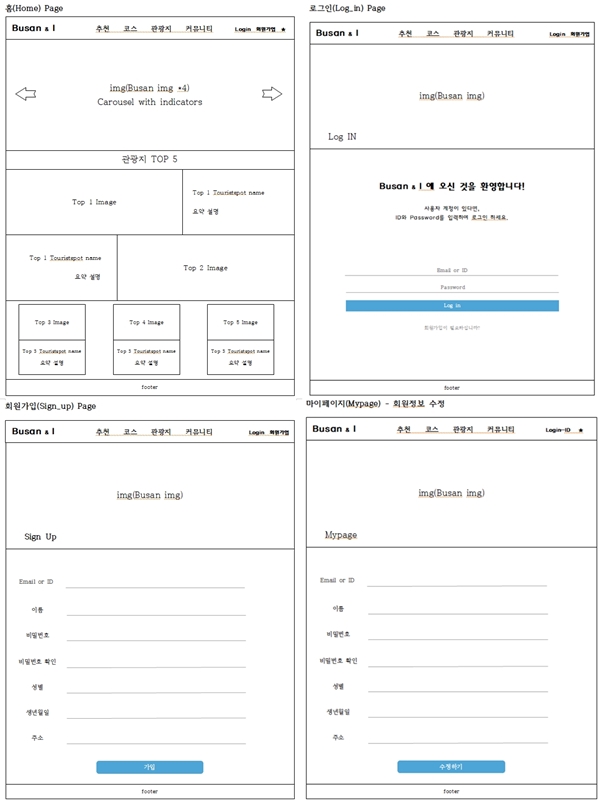 홈(Home) Page
Busan & I 추천 코스 관광지 커뮤니티 Login 회원가입 ★
img(Busan img *4)
Carousel with indicators
관광지 TOP 5
Top 1 Image
Top 1 Touristspot name
요약 설명
Top 1 Touristspot name
요약 설명
Top 2 Image
Top 3 Image
Top 3 Touristspot name
요약 설명
Top 4 Image
Top 3 Touristspot name
요약 설명
Top 5 Image
Top 3 Touristspot name
요약 설명
footer
로그인(Log_in) Page
Busan & I 추천 코스 관광지 커뮤니티 Login 회원가입
img(Busan img)
Log IN
Busan & I 에 오신 것을 환영합니다!
사용자 계정이 있다면,
ID와 Password를 입력하여 로그인 하세요.
Email or ID
Password
Log in
회원가입이 필요하십니까?
footer
회원가입(Sign_up) Page
Busan & I 추천 코스 관광지 커뮤니티 Login 회원가입
img(Busan img)
Sign Up
Email or ID
이름
비밀번호
비밀번호 확인
성별
생년월일
주소
가입
footer
마이페이지(Mypage) - 회원정보 수정
Busan & I 추천 코스 관광지 커뮤니티 Login-ID ★
img(Busan img)
Mypage
Email or ID
이름
비밀번호
비밀번호 확인
성별
생년월일
주소
수정하기
footer